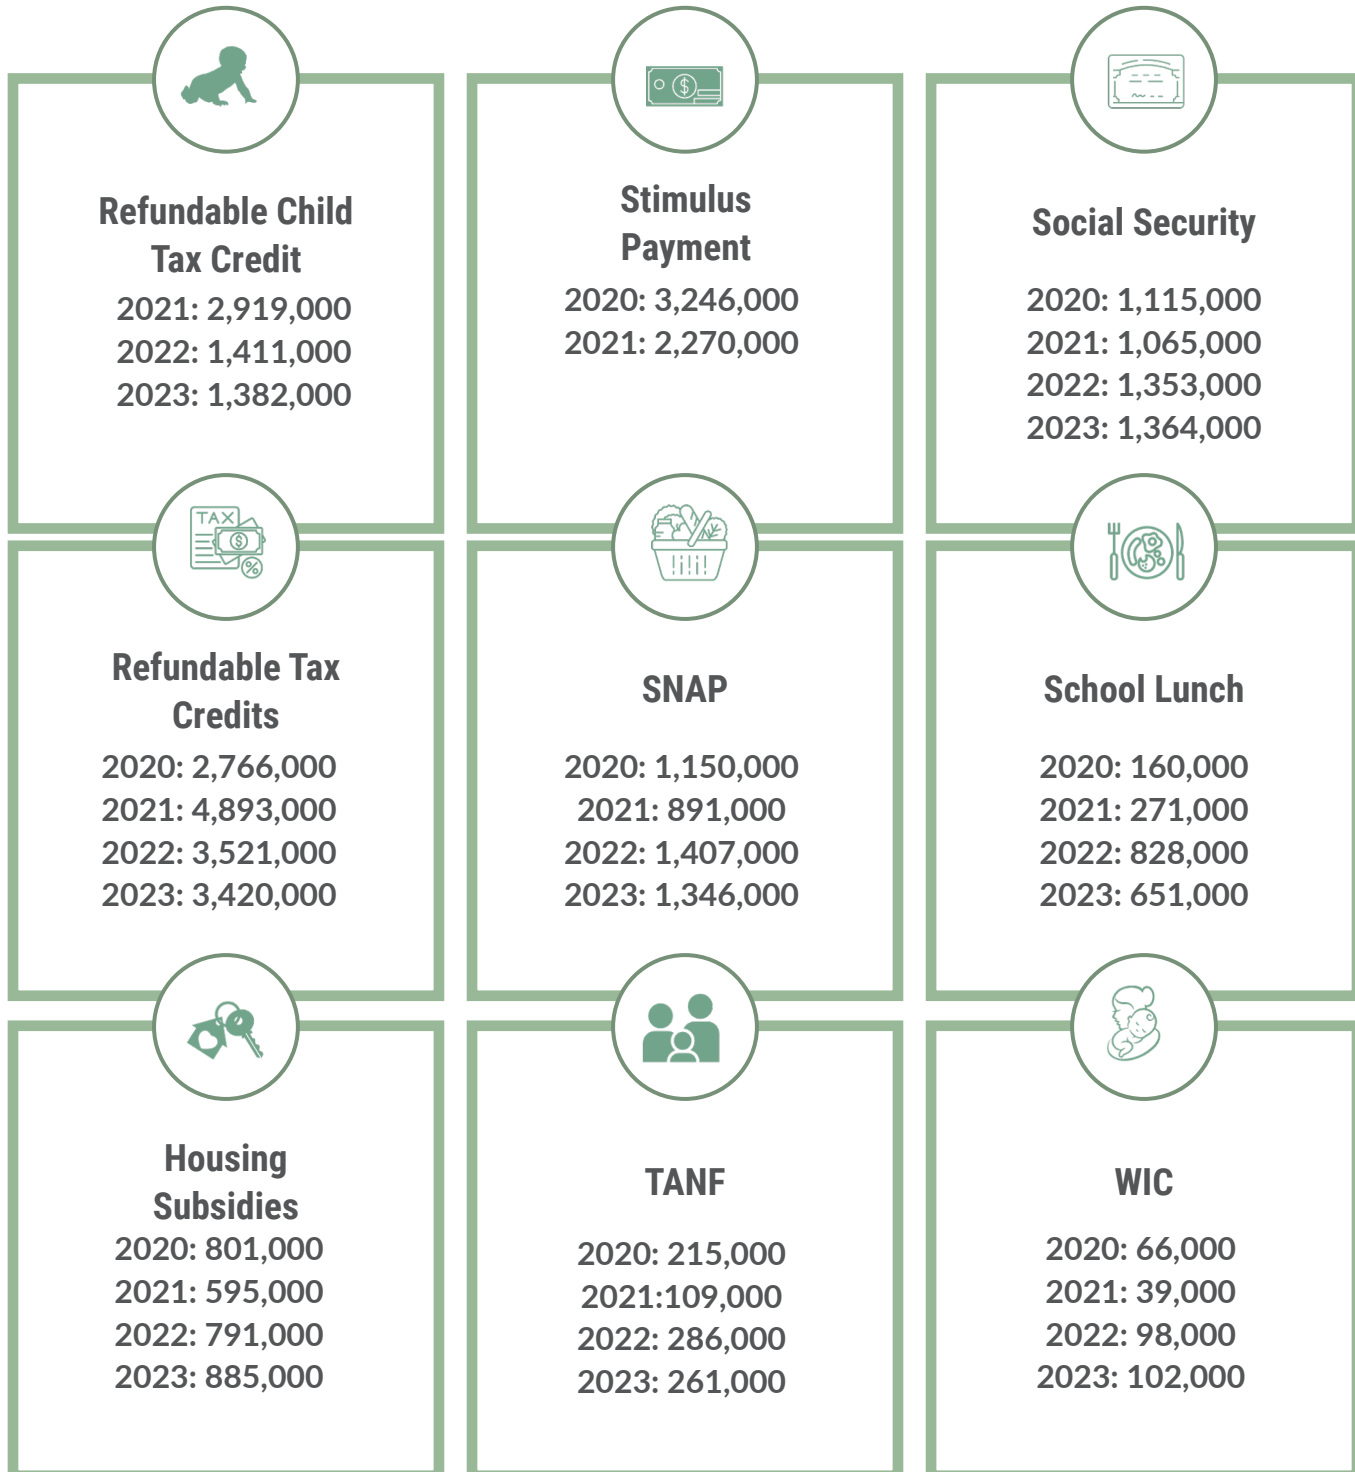 Refundable Child
Tax Credit
2021: 2,919,000
2022: 1,411,000
2023: 1,382,000
Stimulus
Payment
2020: 3,246,000
2021: 2,270,000
Social Security
2020: 1,115,000
2021: 1,065,000
2022: 1,353,000
2023: 1,364,000
TAX
$
%
Refundable Tax
Credits
2020: 2,766,000
2021: 4,893,000
2022: 3,521,000
2023: 3,420,000
SNAP
2020: 1,150,000
2021: 891,000
2022: 1,407,000
2023: 1,346,000
School Lunch
2020: 160,000
2021: 271,000
2022: 828,000
2023: 651,000
Housing
Subsidies
2020: 801,000
2021: 595,000
2022: 791,000
2023: 885,000
TANF
2020: 215,000
2021:109,000
2022: 286,000
2023: 261,000
WIC
2020: 66,000
2021: 39,000
2022: 98,000
2023: 102,000